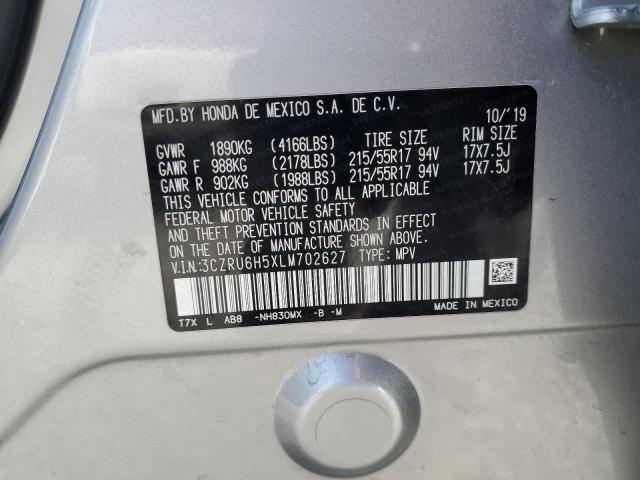 MFD.BY HONDA DE MEXICO S.A. DE C.V. 10/'19
GVWR 1890KG (4166LBS) TIRE SIZE RIM SIZE
GAWR F 988KG (2178LBS) 215/55R17 94V 17X7.5J
GAWR R 902KG (1988LBS) 215/55R17 94V 17X7.5J
THIS VEHICLE CONFORMS TO ALL APPLICABLE
FEDERAL MOTOR VEHICLE SAFETY
AND THEFT PREVENTION STANDARDS IN EFFECT
ON THE DATE OF MANUFACTURE SHOWN ABOVE.
V.I.N:3CZRU6H5XLM702627 TYPE: MPV
T7X L AB8 -NH830MX -B -M MADE IN MEXICO